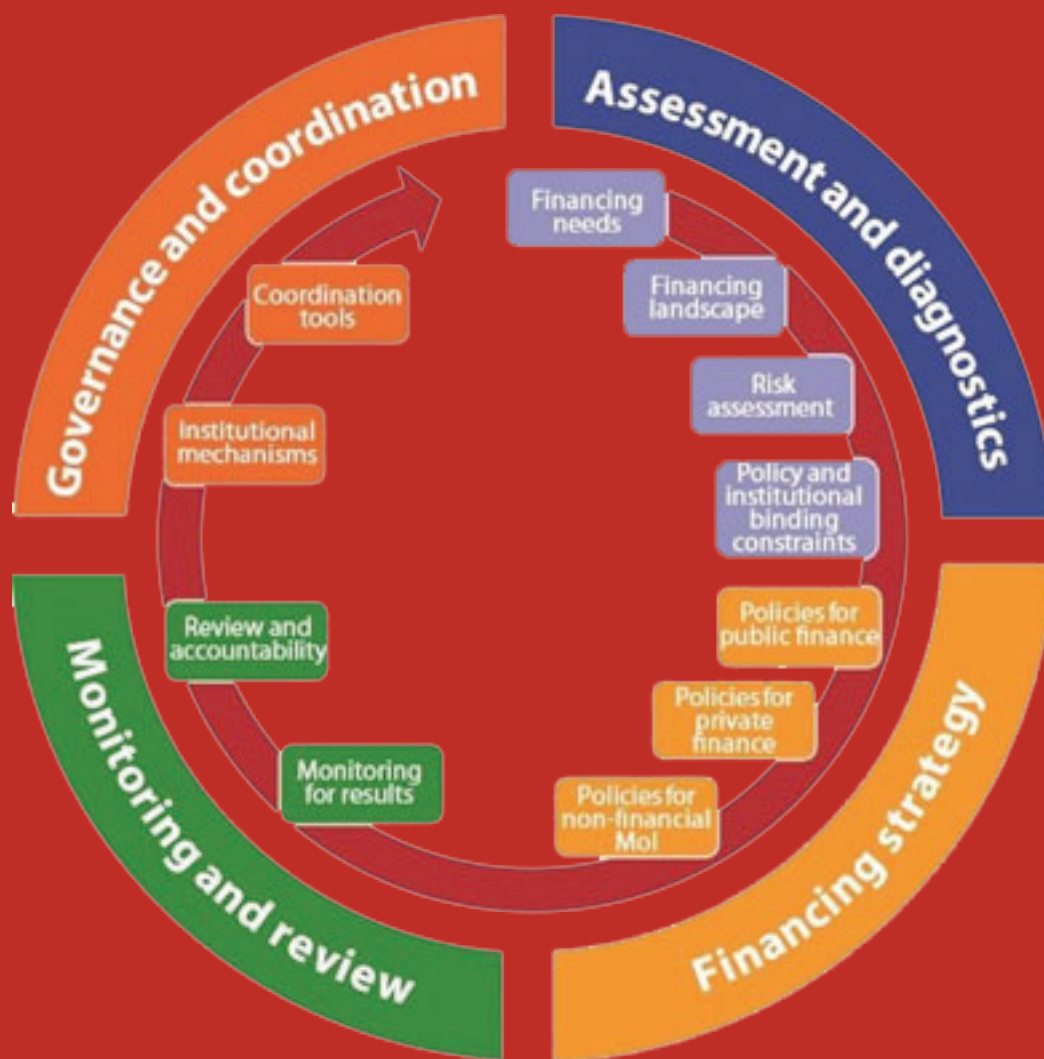 Governance and coordination
Assessment and diagnostics
Financing
needs
Financing
landscape
Risk
assessment
Policy and
institutional
binding
constraints
Policies for
public finance
Policies for
private
finance
Policies for
non-financial
MoI
Financing strategy
Monitoring
for results
Review and
accountability
Monitoring and review
Institutional
mechanisms
Coordination
tools